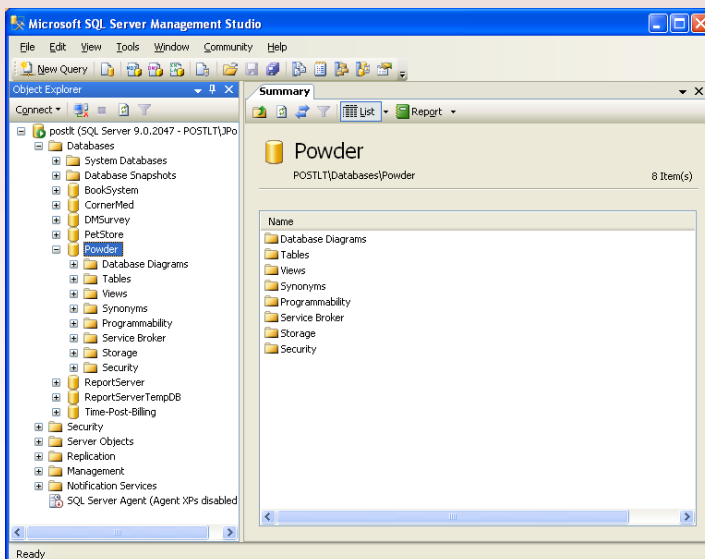 Microsoft SQL Server Management Studio
File Edit View Tools Window Community Help
New Query
Object Explorer
Connect
postlt (SQL Server 9.0.2047 - POSTLT\JPo
Databases
System Databases
Database Snapshots
BookSystem
CornerMed
DMSurvey
PetStore
Powder
Database Diagrams
Tables
Views
Synonyms
Programmability
Service Broker
Storage
Security
ReportServer
ReportServerTempDB
Time-Post-Billing
Security
Server Objects
Replication
Management
Notification Services
SQL Server Agent (Agent XPs disabled
Summary
List Report
Powder
POSTLT\Databases\Powder 8 Item(s)
Name
Database Diagrams
Tables
Views
Synonyms
Programmability
Service Broker
Storage
Security
Ready